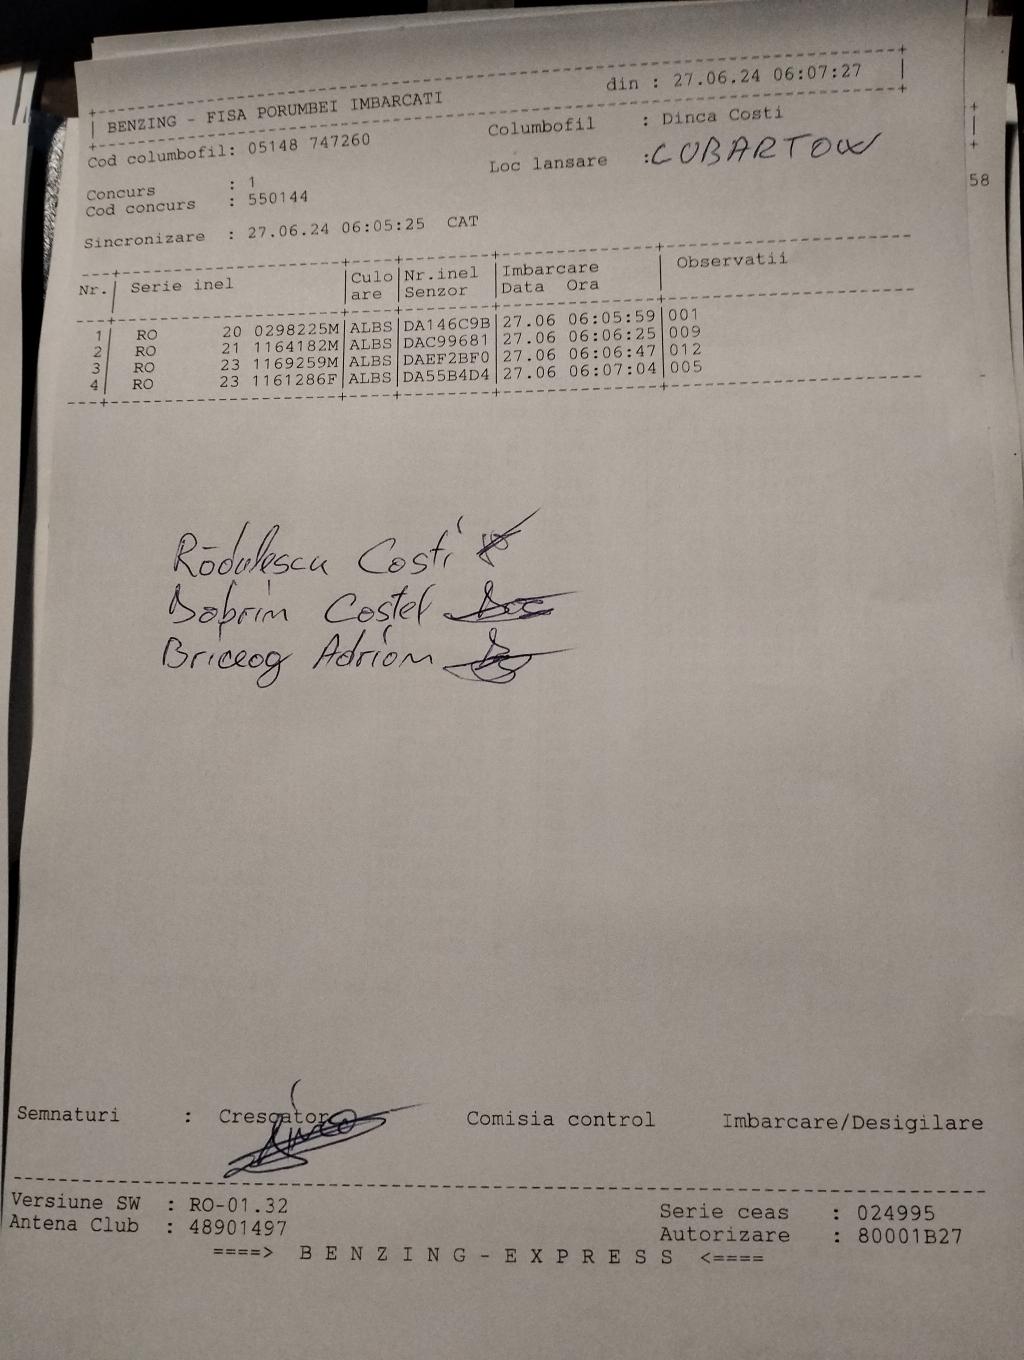 din : 27.06.24 06:07:27
BENZING - FISA PORUMBEI IMBARCATI
Cod columbofil: 05148 747260 Columbofil : Dinca Costi
Loc lansare : LUBARTOW
Concurs : 1
Cod concurs : 550144
58
Sincronizare : 27.06.24 06:05:25 CAT
Nr. Serie inel Culo are Nr.inel Senzor Imbarcare Data Ora Observatii
1 RO 20 0298225M ALBS DA146C9B 27.06 06:05:59 001
2 RO 21 1164182M ALBS DAC99681 27.06 06:06:25 009
3 RO 23 1169259M ALBS DAEF2BF0 27.06 06:06:47 012
4 RO 23 1161286F ALBS DA55B4D4 27.06 06:07:04 005
Rădulescu Costi
Costel
Adrian
Semnaturi : Crescator Comisia control Imbarcare/Desigilare
Versiune SW : RO-01.32 Serie ceas : 024995
Antena Club : 48901497 Autorizare : 80001B27
====> BENZING-EXPRESS <====